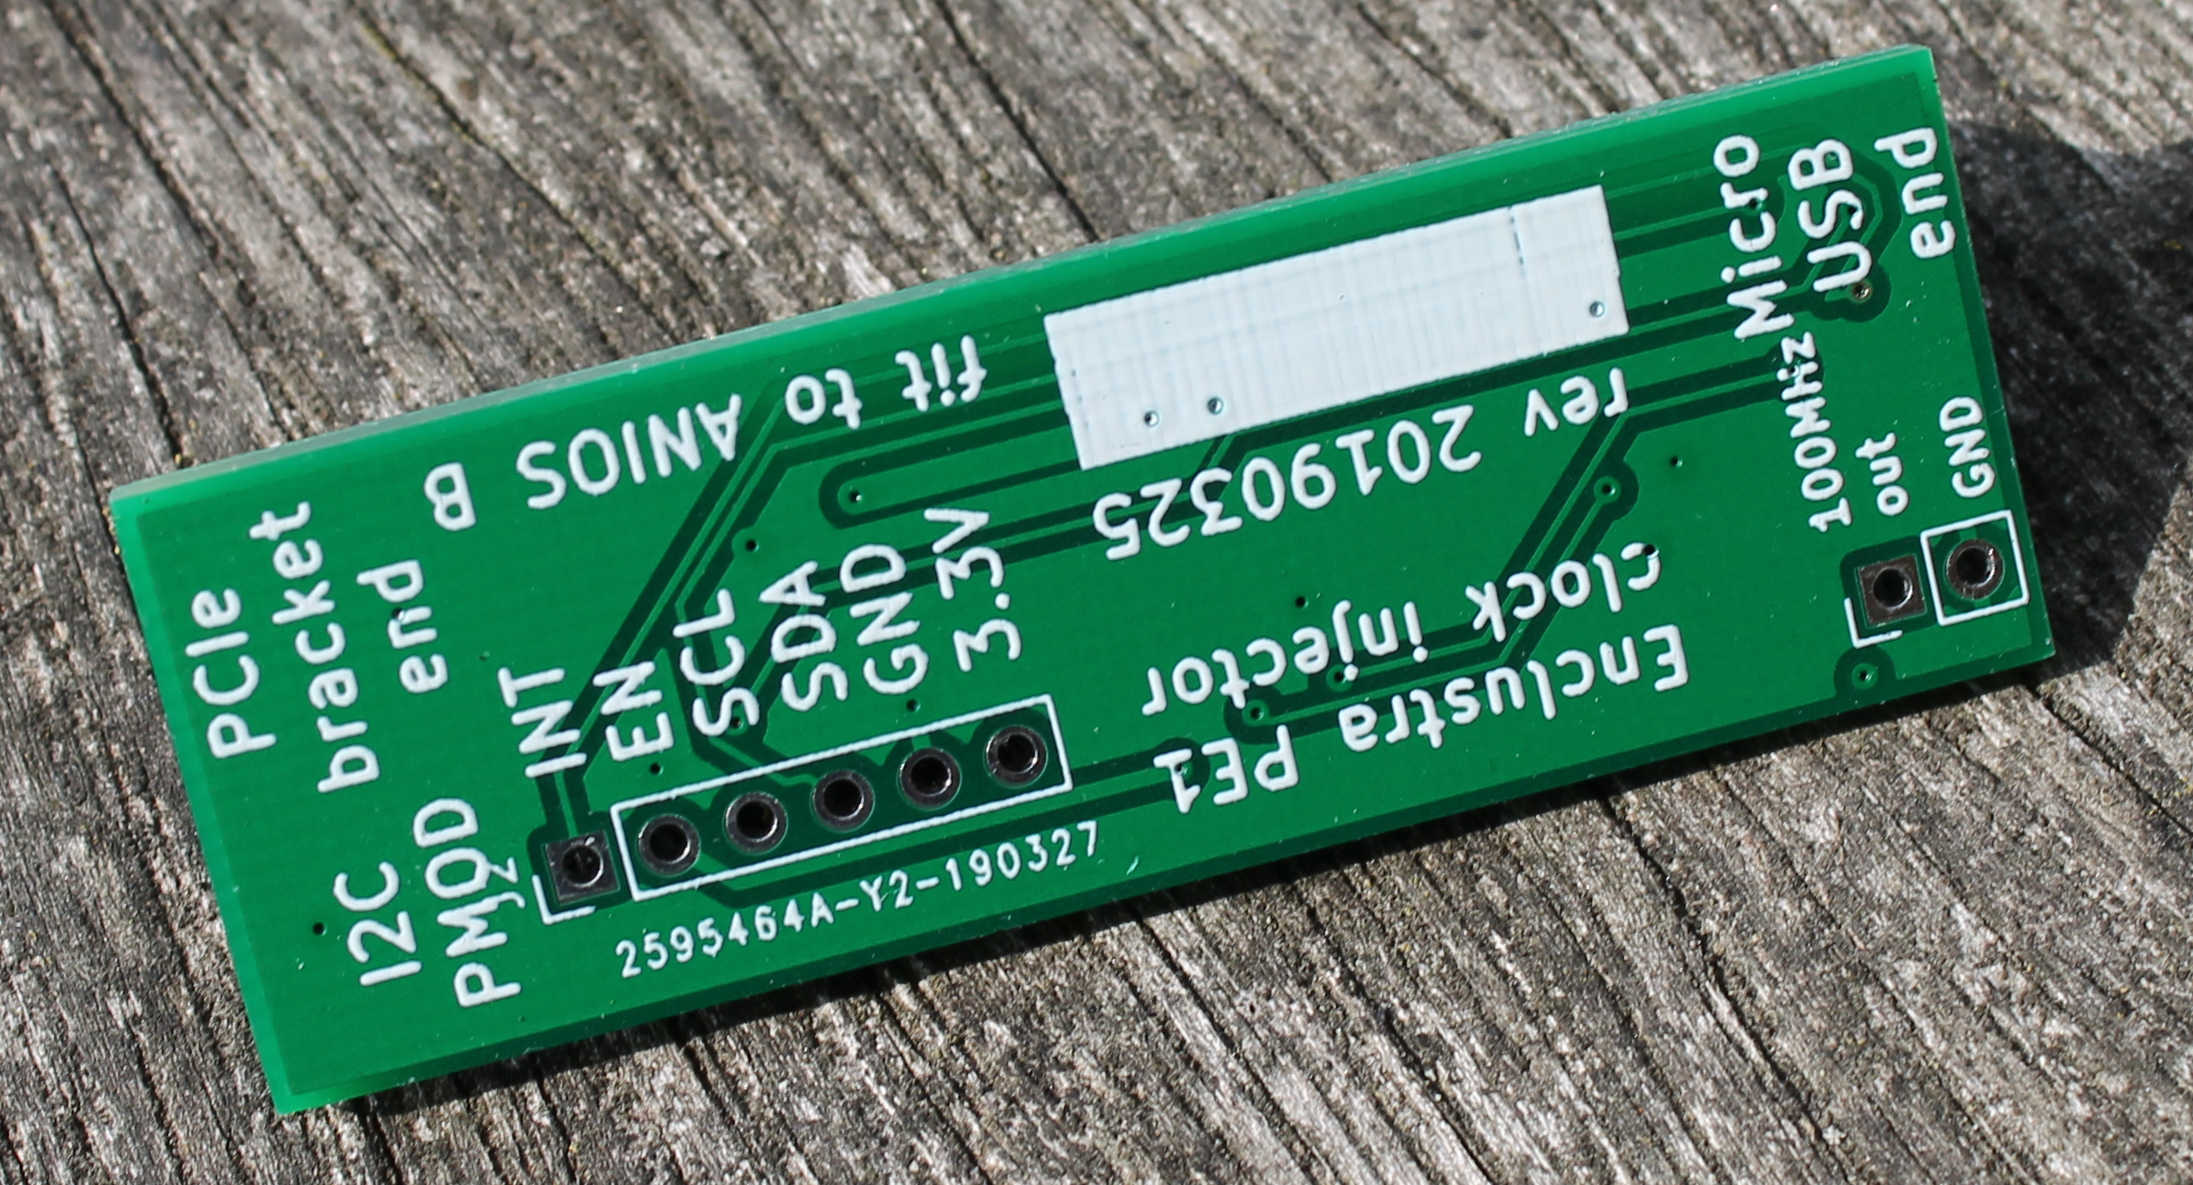 PCIe
bracket
end
I2C
PMOD
INT
EN
SCL
SDA
GND
3.3V
2595464A-Y2-190327
Enclustra PE1
clock injector
rev 20190325
fit to ANIOS B
Micro
USB
end
100MHz
out
GND